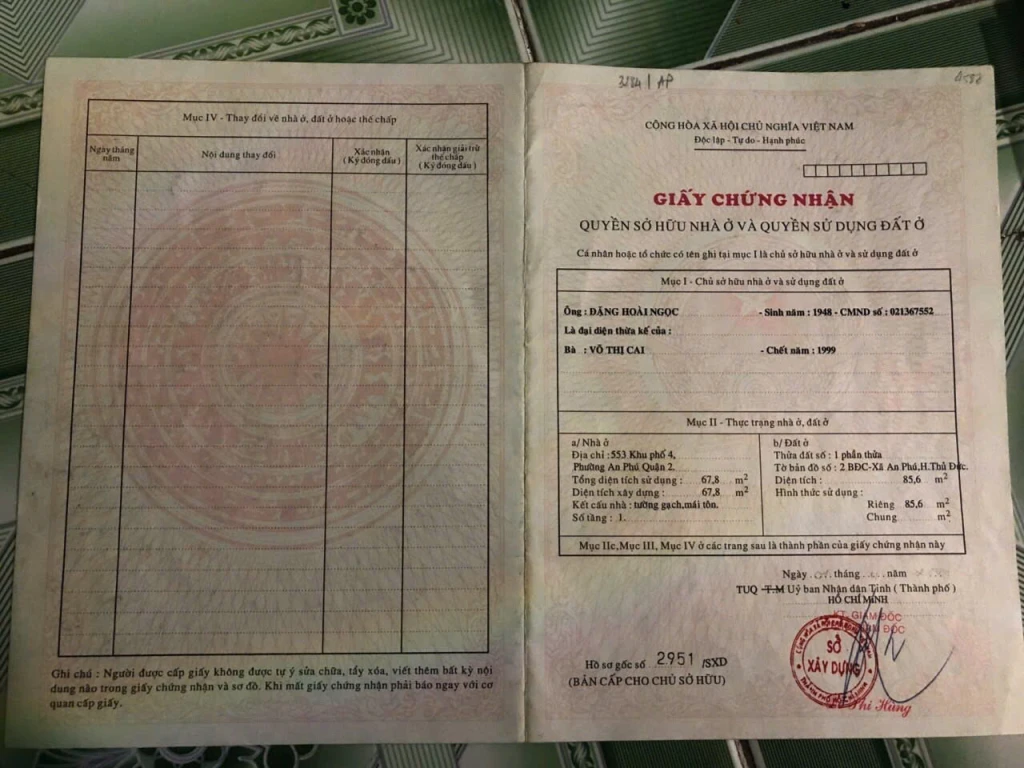 Mục IV - Thay đổi về nhà ở, đất ở hoặc thế chấp
Ngày tháng năm
Nội dung thay đổi
Xác nhận
( Ký đóng dấu )
Xác nhận giải trừ thế chấp
( Ký đóng dấu )
Ghi chú : Người được cấp giấy không được tự ý sửa chữa, tẩy xóa, viết thêm bất kỳ nội
dung nào trong giấy chứng nhận và sơ đồ. Khi mất giấy chứng nhận phải báo ngay với cơ
quan cấp giấy.
CỘNG HÒA XÃ HỘI CHỦ NGHĨA VIỆT NAM
Độc lập - Tự do - Hạnh phúc
GIẤY CHỨNG NHẬN
QUYỀN SỞ HỮU NHÀ Ở VÀ QUYỀN SỬ DỤNG ĐẤT Ở
Cá nhân hoặc tổ chức có tên ghi tại mục I là chủ sở hữu nhà ở và sử dụng đất ở
Mục I - Chủ sở hữu nhà ở và sử dụng đất ở
Ông : ĐẶNG HOÀI NGỌC - Sinh năm : 1948 - CMND số : 021367552
Là đại diện thừa kế của :
Bà : VÕ THỊ CAI - Chết năm : 1999
Mục II - Thực trạng nhà ở, đất ở
a/ Nhà ở
Địa chỉ :553 Khu phố 4,
Phường An Phú Quận 2.
Tổng diện tích sử dụng : 67,8 m2
Diện tích xây dựng : 67,8 m2
Kết cấu nhà : tường gạch,mái tôn.
Số tầng : 1.
b/ Đất ở
Thửa đất số : 1 phần thửa
Tờ bản đồ số : 2 BĐC-Xã An Phú,H.Thủ Đức.
Diện tích : 85,6 m2
Hình thức sử dụng :
Riêng 85,6 m2
Chung m2
Mục IIc,Mục III, Mục IV ở các trang sau là thành phần của giấy chứng nhận này
Ngày tháng năm
TUQ T.M Uỷ ban Nhân dân Tỉnh ( Thành phố )
HỒ CHÍ MINH
KT. GIÁM ĐỐC
SỞ
XÂY DỰNG
Phi Hùng
Hồ sơ gốc số 2951 /SXD
(BẢN CẤP CHO CHỦ SỞ HỮU)